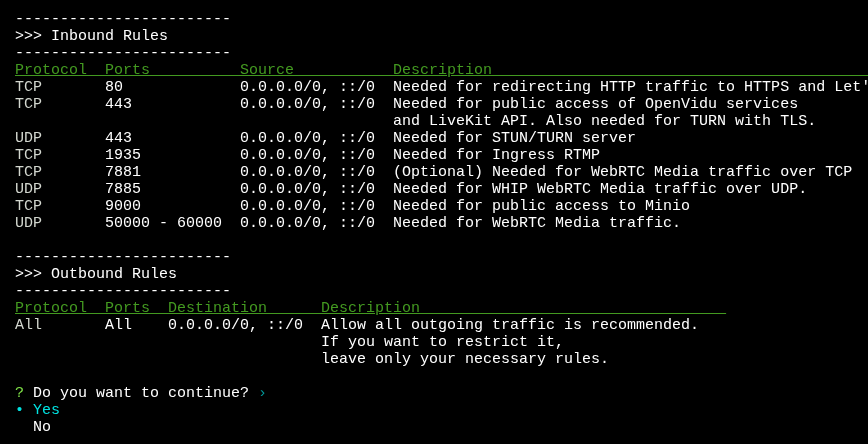 ------------------------
>>> Inbound Rules
------------------------
Protocol  Ports          Source           Description
TCP       80             0.0.0.0/0, ::/0  Needed for redirecting HTTP traffic to HTTPS and Let'
TCP       443            0.0.0.0/0, ::/0  Needed for public access of OpenVidu services
                                          and LiveKit API. Also needed for TURN with TLS.
UDP       443            0.0.0.0/0, ::/0  Needed for STUN/TURN server
TCP       1935           0.0.0.0/0, ::/0  Needed for Ingress RTMP
TCP       7881           0.0.0.0/0, ::/0  (Optional) Needed for WebRTC Media traffic over TCP
UDP       7885           0.0.0.0/0, ::/0  Needed for WHIP WebRTC Media traffic over UDP.
TCP       9000           0.0.0.0/0, ::/0  Needed for public access to Minio
UDP       50000 - 60000  0.0.0.0/0, ::/0  Needed for WebRTC Media traffic.

------------------------
>>> Outbound Rules
------------------------
Protocol  Ports  Destination      Description
All       All    0.0.0.0/0, ::/0  Allow all outgoing traffic is recommended.
                                  If you want to restrict it,
                                  leave only your necessary rules.

? Do you want to continue? ›
• Yes
  No